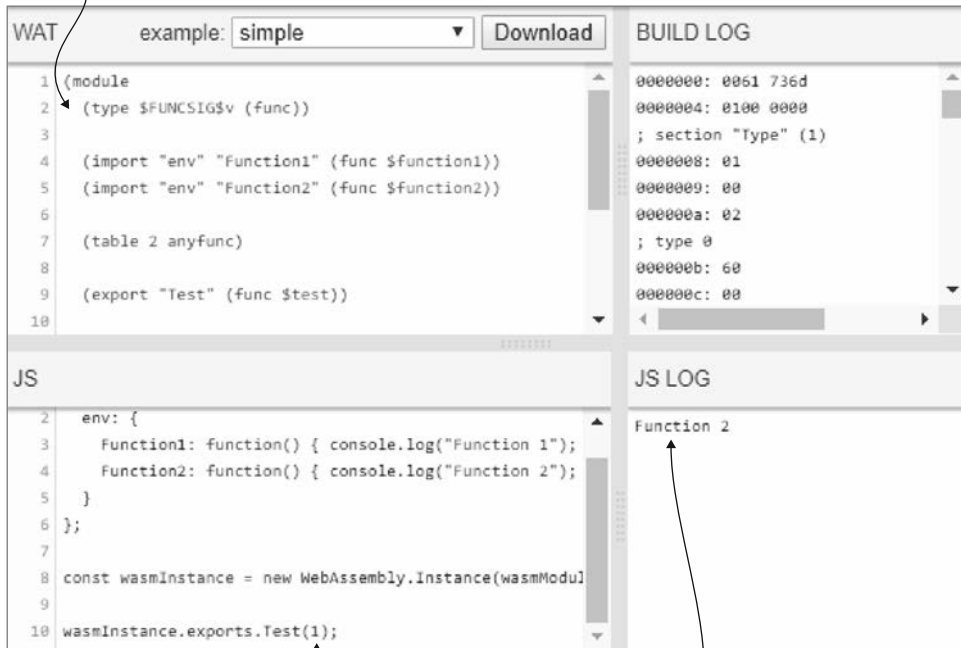 WAT example: simple Download
1 (module
2 (type $FUNCSIG$v (func))
3
4 (import "env" "Function1" (func $function1))
5 (import "env" "Function2" (func $function2))
6
7 (table 2 anyfunc)
8
9 (export "Test" (func $test))
10
BUILD LOG
0000000: 0061 736d
0000004: 0100 0000
; section "Type" (1)
0000008: 01
0000009: 00
000000a: 02
; type 0
000000b: 60
000000c: 00
JS
2 env: {
3 Function1: function() { console.log("Function 1");
4 Function2: function() { console.log("Function 2");
5 }
6 };
7
8 const wasmInstance = new WebAssembly.Instance(wasmModul
9
10 wasmInstance.exports.Test(1);
JS LOG
Function 2